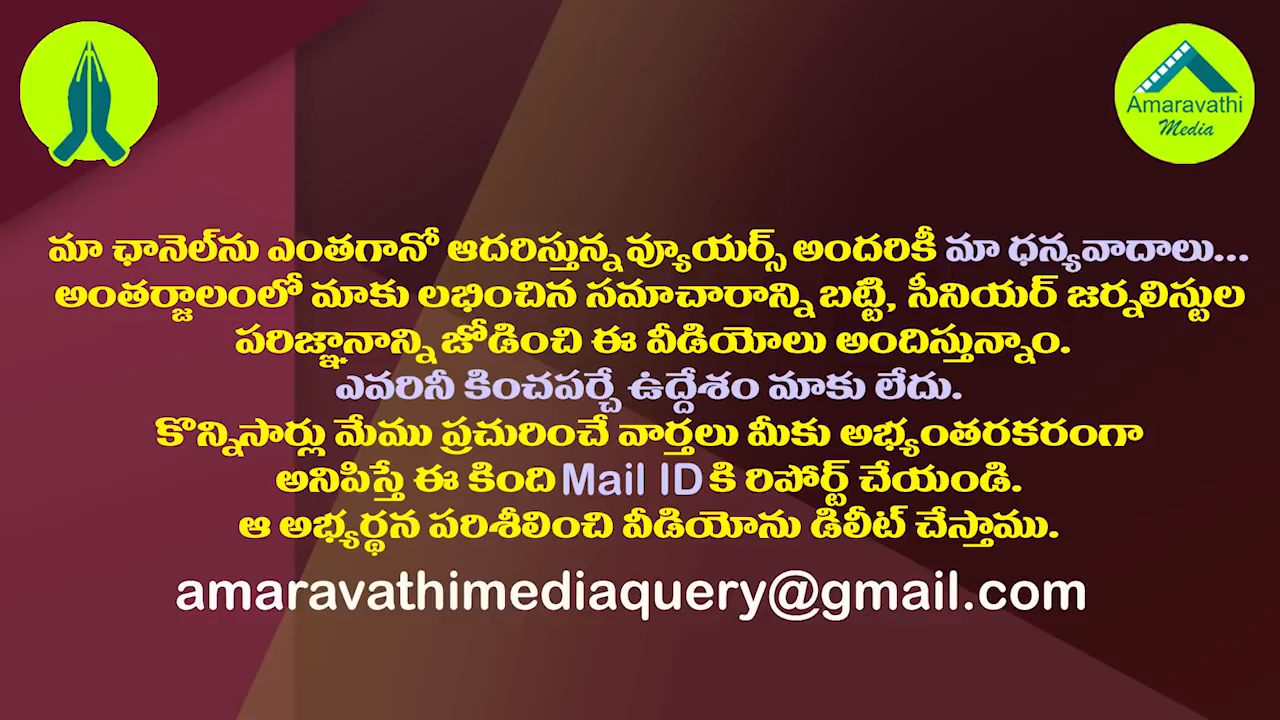 Amaravathi
Media
మా ఛానెల్‌ను ఎంతగానో ఆదరిస్తున్న వ్యూయర్స్ అందరికీ మా ధన్యవాదాలు...
అంతర్జాలంలో మాకు లభించిన సమాచారాన్ని బట్టి, సీనియర్ జర్నలిస్టుల
పరిజ్ఞానాన్ని జోడించి ఈ వీడియోలు అందిస్తున్నాం.
ఎవరినీ కించపర్చే ఉద్దేశం మాకు లేదు.
కొన్నిసార్లు మేము ప్రచురించే వార్తలు మీకు అభ్యంతరకరంగా
అనిపిస్తే ఈ కింది Mail ID కి రిపోర్ట్ చేయండి.
ఆ అభ్యర్థన పరిశీలించి వీడియోను డిలీట్ చేస్తాము.
amaravathimediaquery@gmail.com